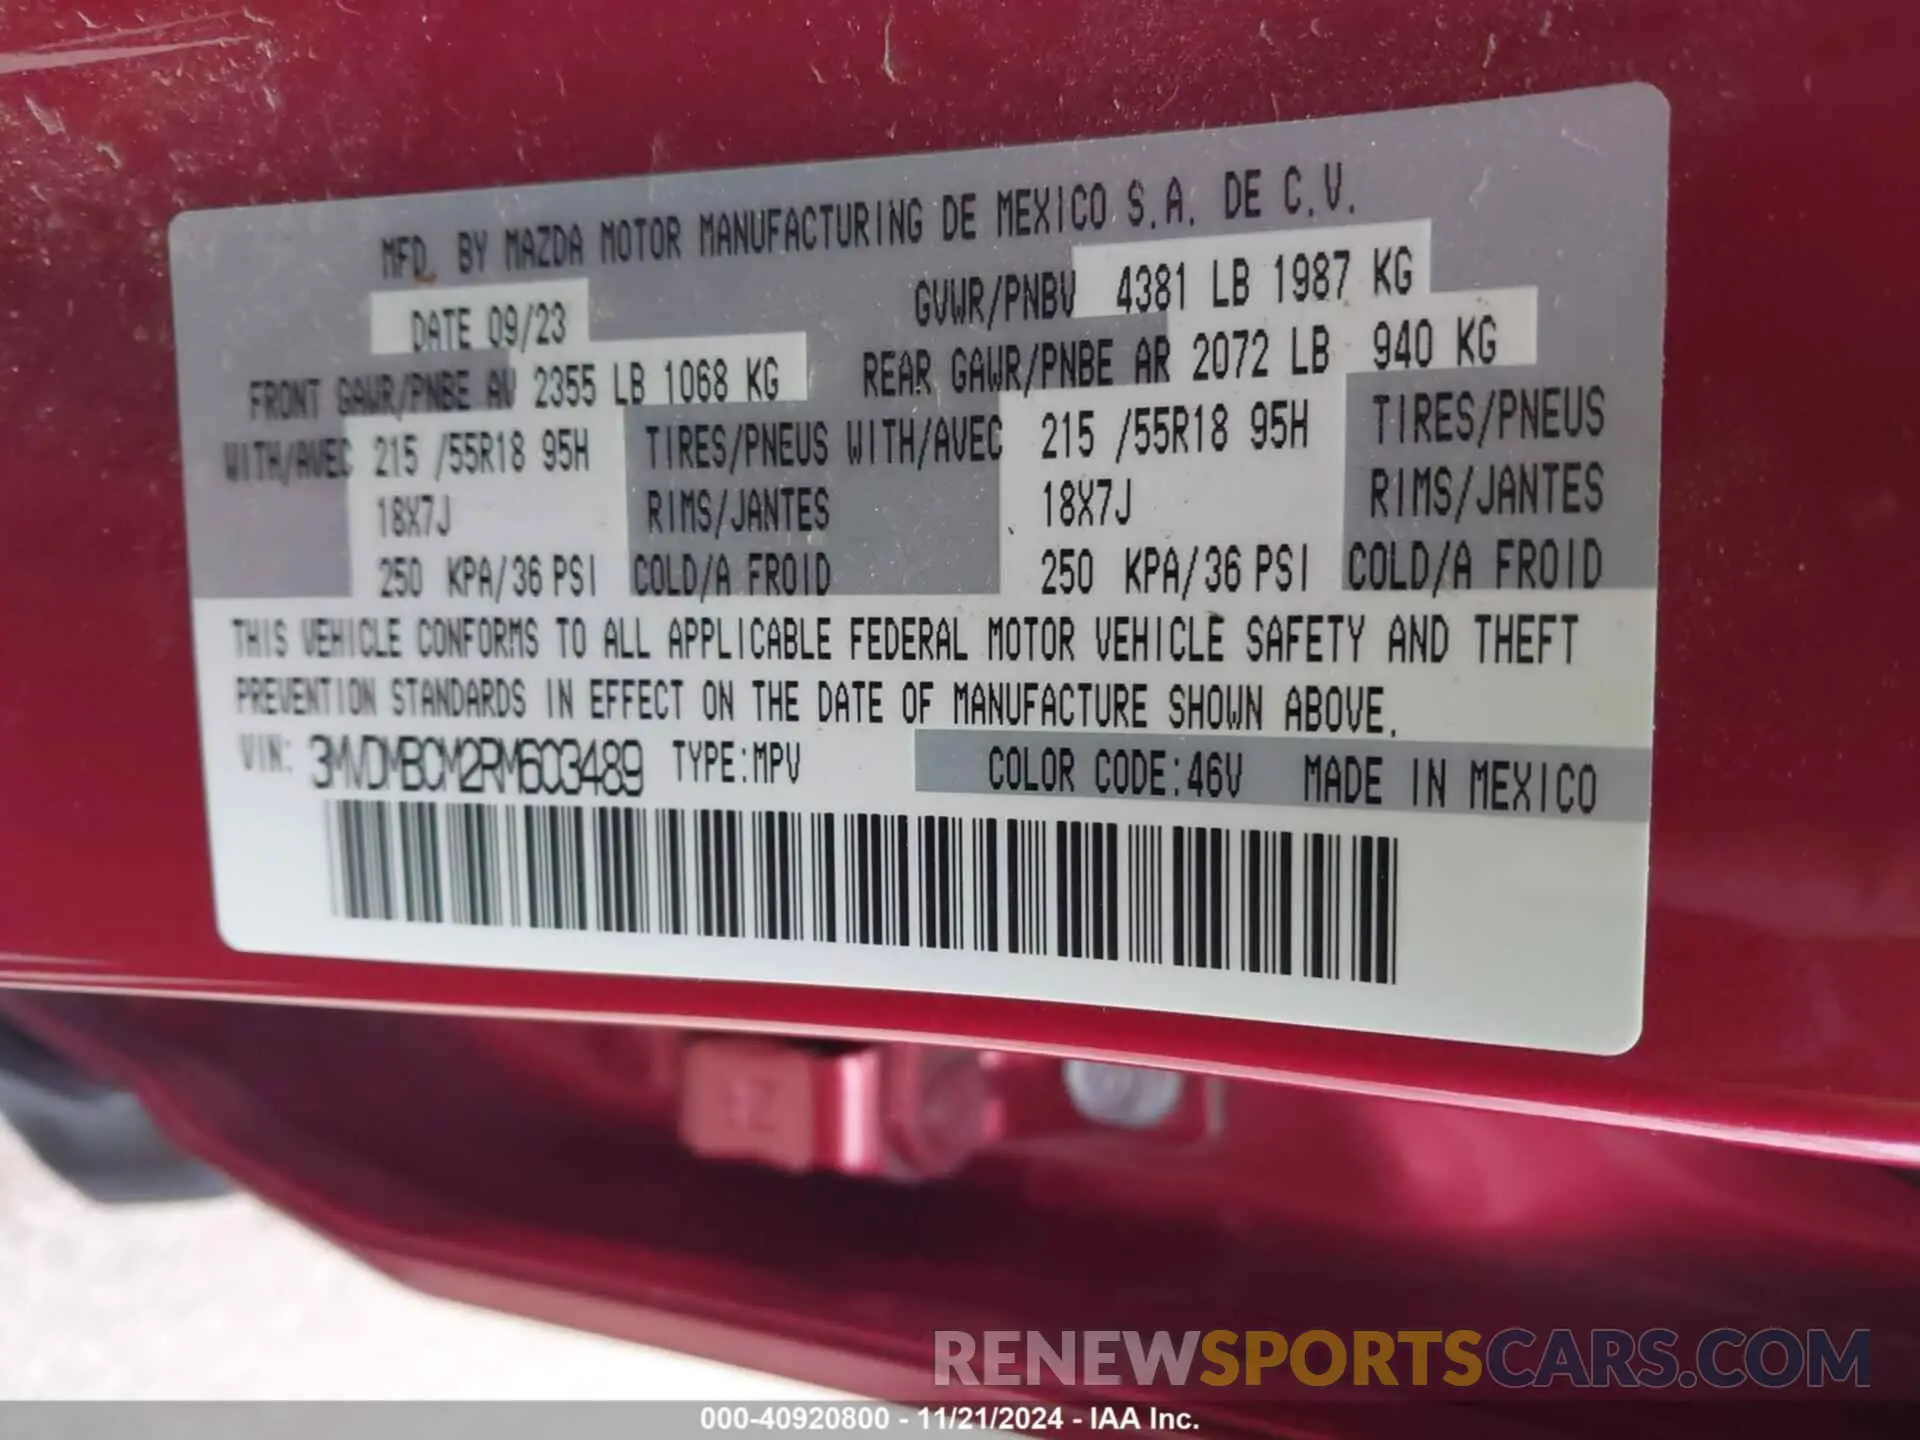 MFD. BY MAZDA MOTOR MANUFACTURING DE MEXICO S.A. DE C.V.
DATE 09/23 GVWR/PNBV 4381 LB 1987 KG
FRONT GAWR/PNBE AV 2355 LB 1068 KG REAR GAWR/PNBE AR 2072 LB 940 KG
WITH/AVEC 215 /55R18 95H TIRES/PNEUS WITH/AVEC 215 /55R18 95H TIRES/PNEUS
18X7J RIMS/JANTES 18X7J RIMS/JANTES
250 KPA/36 PSI COLD/A FROID 250 KPA/36 PSI COLD/A FROID
THIS VEHICLE CONFORMS TO ALL APPLICABLE FEDERAL MOTOR VEHICLE SAFETY AND THEFT
PREVENTION STANDARDS IN EFFECT ON THE DATE OF MANUFACTURE SHOWN ABOVE.
VIN: 3MVDMBCM2RM603489 TYPE:MPV COLOR CODE:46V MADE IN MEXICO
RENEWSPORTSCARS.COM
000-40920800 - 11/21/2024 - IAA Inc.